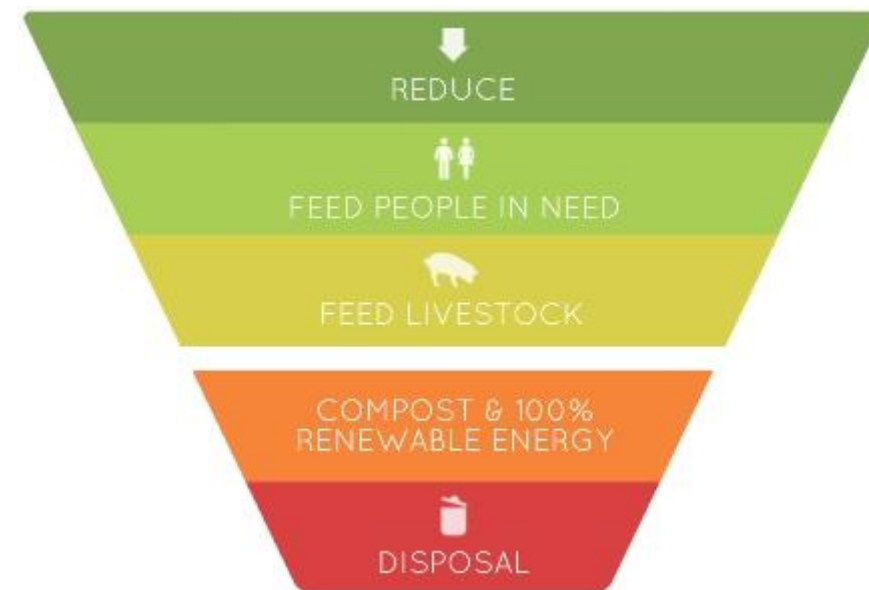 REDUCE
FEED PEOPLE IN NEED
FEED LIVESTOCK
COMPOST & 100%
RENEWABLE ENERGY
DISPOSAL